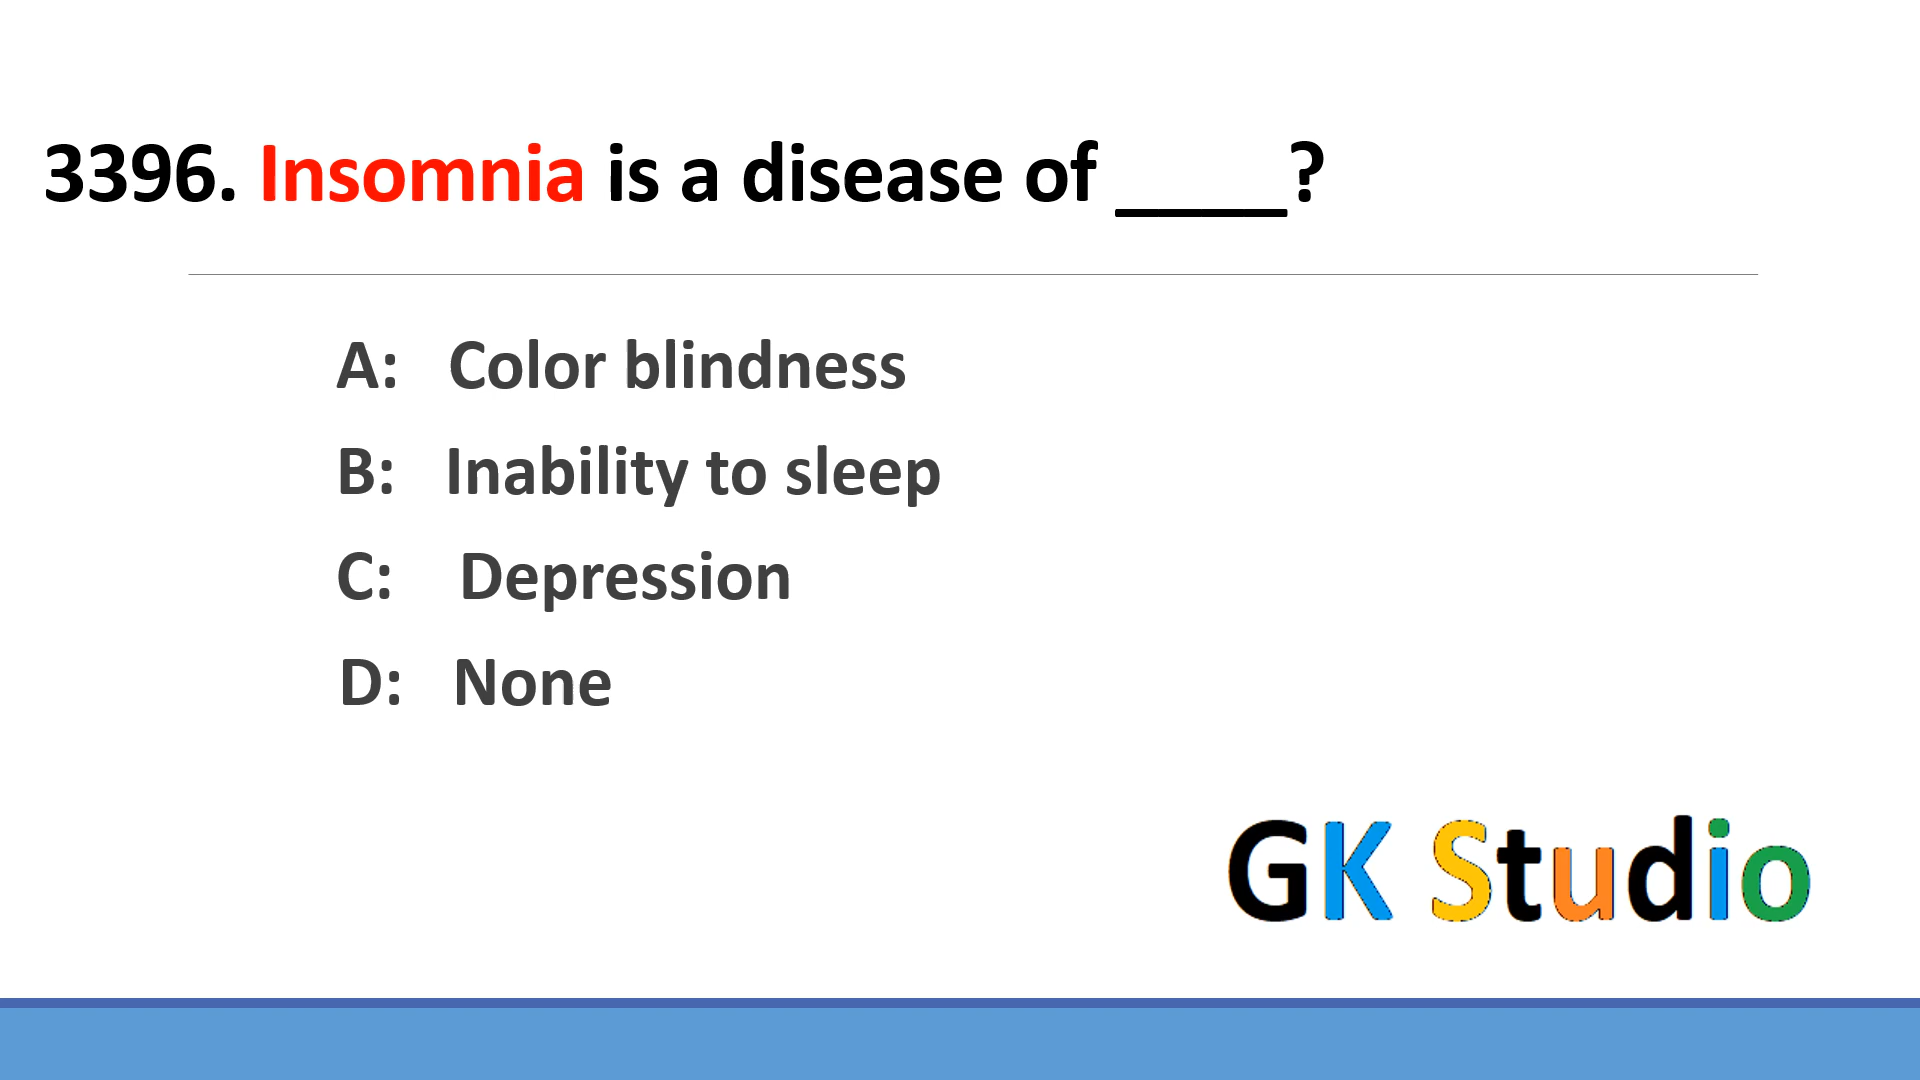 3396. Insomnia is a disease of ____?
A: Color blindness
B: Inability to sleep
C: Depression
D: None
GK Studio